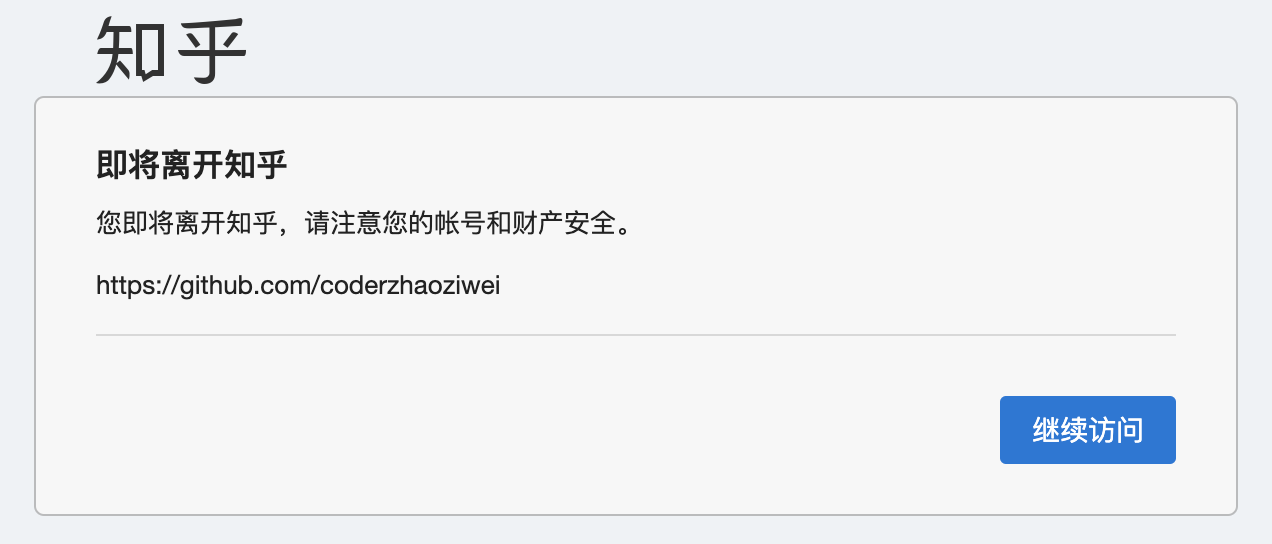 知乎
即将离开知乎
您即将离开知乎，请注意您的帐号和财产安全。
https://github.com/coderzhaoziwei
继续访问